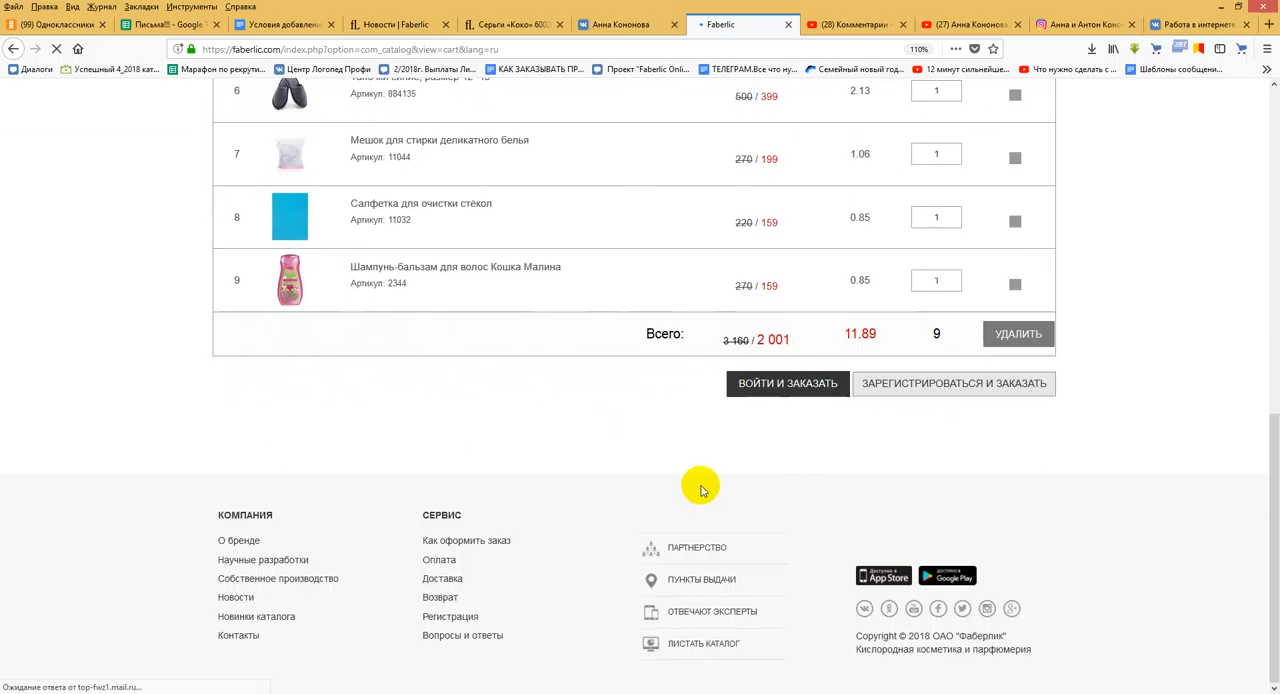 Файл Правка Вид Журнал Закладки Инструменты Справка
(99) Одноклассники Письма!!! - Google Условия добавлени Новости | Faberlic Серьги «Коко» 600 Анна Кононова Faberlic (28) Комментарии - (27) Анна Кононова Анна и Антон Коно Работа в интернете
https://faberlic.com/index.php?option=com_catalog&view=cart&lang=ru 110% 287
Диалоги Успешный 4_2018 кат... Марафон по рекрути... Центр Логопед Профи 2/2018г. Выплаты Ли... КАК ЗАКАЗЫВАТЬ ПР... Проект "Faberlic Onli... ТЕЛЕГРАМ.Все что ну... Семейный новый год... 12 минут сильнейше... Что нужно сделать с ... Шаблоны сообщени...
6 Артикул: 884135 500 / 399 2.13 1
7 Мешок для стирки деликатного белья 270 / 199 1.06 1
Артикул: 11044
8 Салфетка для очистки стёкол 220 / 159 0.85 1
Артикул: 11032
9 Шампунь-бальзам для волос Кошка Малина 270 / 159 0.85 1
Артикул: 2344
Всего: 3 160 / 2 001 11.89 9 УДАЛИТЬ
ВОЙТИ И ЗАКАЗАТЬ ЗАРЕГИСТРИРОВАТЬСЯ И ЗАКАЗАТЬ
КОМПАНИЯ
О бренде
Научные разработки
Собственное производство
Новости
Новинки каталога
Контакты
СЕРВИС
Как оформить заказ
Оплата
Доставка
Возврат
Регистрация
Вопросы и ответы
ПАРТНЕРСТВО
ПУНКТЫ ВЫДАЧИ
ОТВЕЧАЮТ ЭКСПЕРТЫ
ЛИСТАТЬ КАТАЛОГ
Доступно в App Store ДОСТУПНО В Google Play
Copyright © 2018 ОАО "Фаберлик"
Кислородная косметика и парфюмерия
Ожидание ответа от top-fwz1.mail.ru...